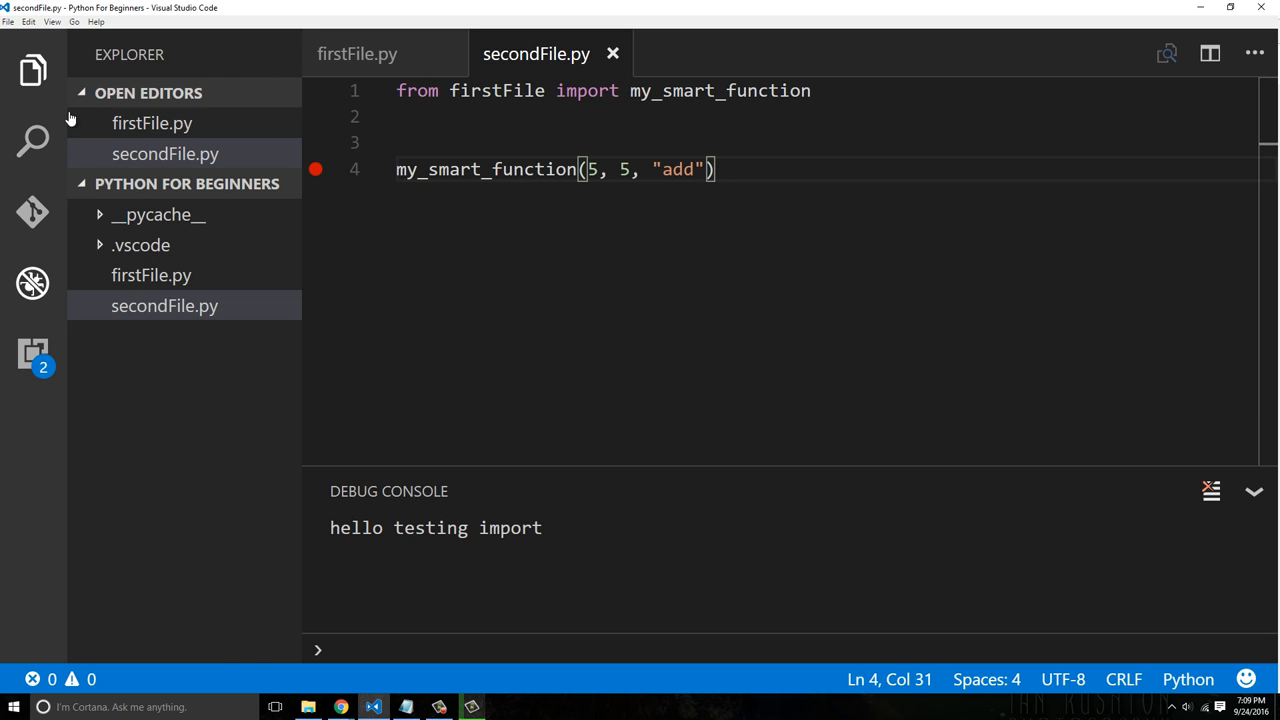 secondFile.py - Python For Beginners - Visual Studio Code
File Edit View Go Help
EXPLORER
OPEN EDITORS
firstFile.py
secondFile.py
PYTHON FOR BEGINNERS
__pycache__
.vscode
firstFile.py
secondFile.py
2
firstFile.py secondFile.py
1 from firstFile import my_smart_function
2
3
4 my_smart_function(5, 5, "add")
DEBUG CONSOLE
hello testing import
0 0 Ln 4, Col 31 Spaces: 4 UTF-8 CRLF Python
I'm Cortana. Ask me anything.
7:09 PM
9/24/2016